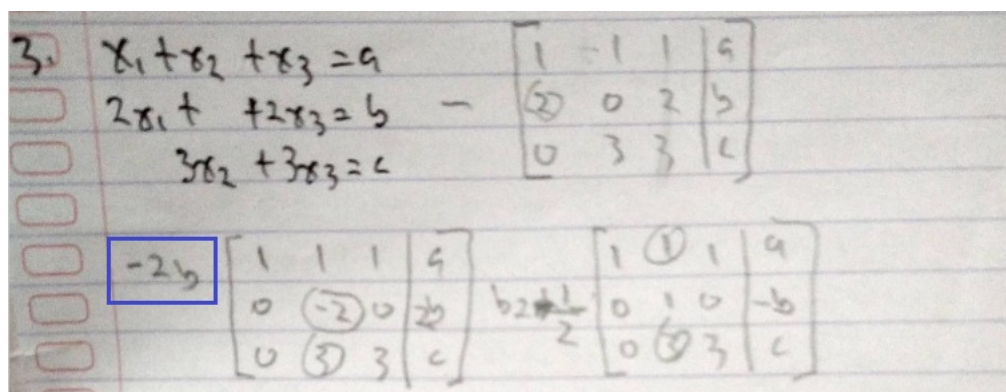 3. x₁ + x₂ + x₃ = a
2x₁ + + 2x₃ = b
3x₂ + 3x₃ = c
- [1 -1 1 | a
② 0 2 | b
0 3 3 | c]
-2b [1 1 1 | a
0 (-2) 0 | 2b
0 ③ 3 | c]
b2 1/2 [1 ① 1 | a
0 1 0 | -b
0 ③ 3 | c]